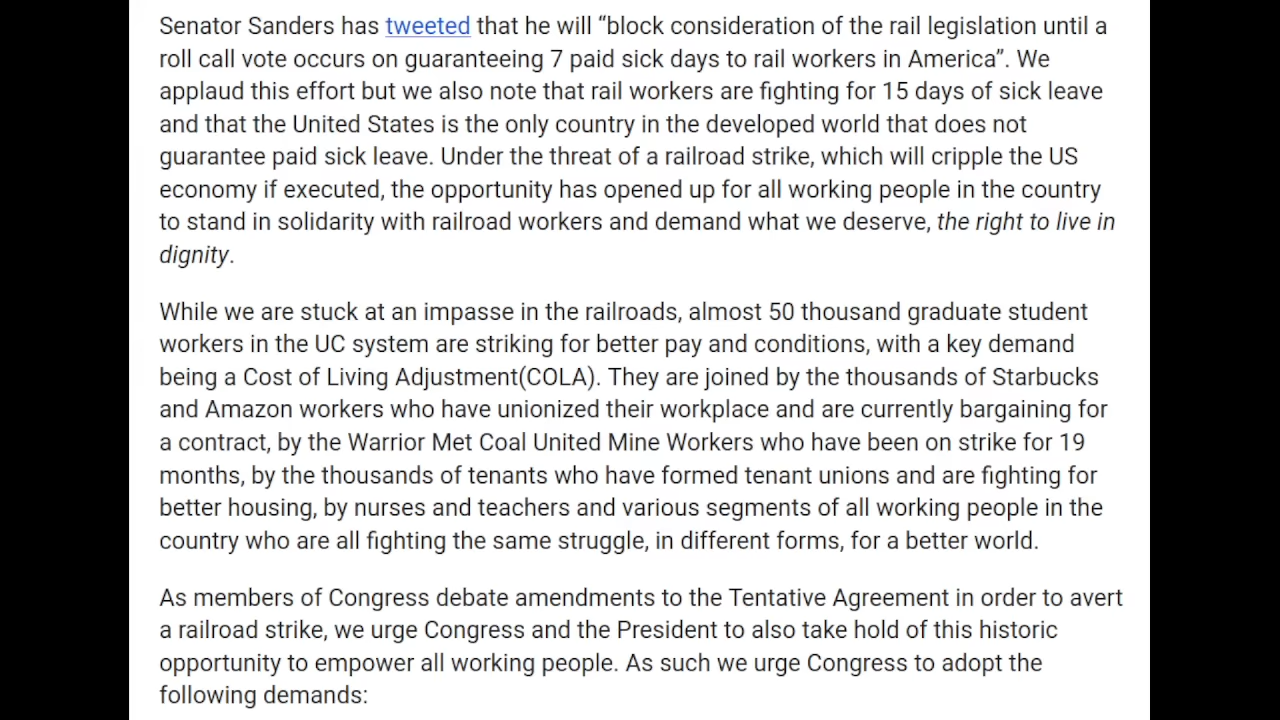 Senator Sanders has tweeted that he will “block consideration of the rail legislation until a
roll call vote occurs on guaranteeing 7 paid sick days to rail workers in America”. We
applaud this effort but we also note that rail workers are fighting for 15 days of sick leave
and that the United States is the only country in the developed world that does not
guarantee paid sick leave. Under the threat of a railroad strike, which will cripple the US
economy if executed, the opportunity has opened up for all working people in the country
to stand in solidarity with railroad workers and demand what we deserve, the right to live in
dignity.
While we are stuck at an impasse in the railroads, almost 50 thousand graduate student
workers in the UC system are striking for better pay and conditions, with a key demand
being a Cost of Living Adjustment(COLA). They are joined by the thousands of Starbucks
and Amazon workers who have unionized their workplace and are currently bargaining for
a contract, by the Warrior Met Coal United Mine Workers who have been on strike for 19
months, by the thousands of tenants who have formed tenant unions and are fighting for
better housing, by nurses and teachers and various segments of all working people in the
country who are all fighting the same struggle, in different forms, for a better world.
As members of Congress debate amendments to the Tentative Agreement in order to avert
a railroad strike, we urge Congress and the President to also take hold of this historic
opportunity to empower all working people. As such we urge Congress to adopt the
following demands: